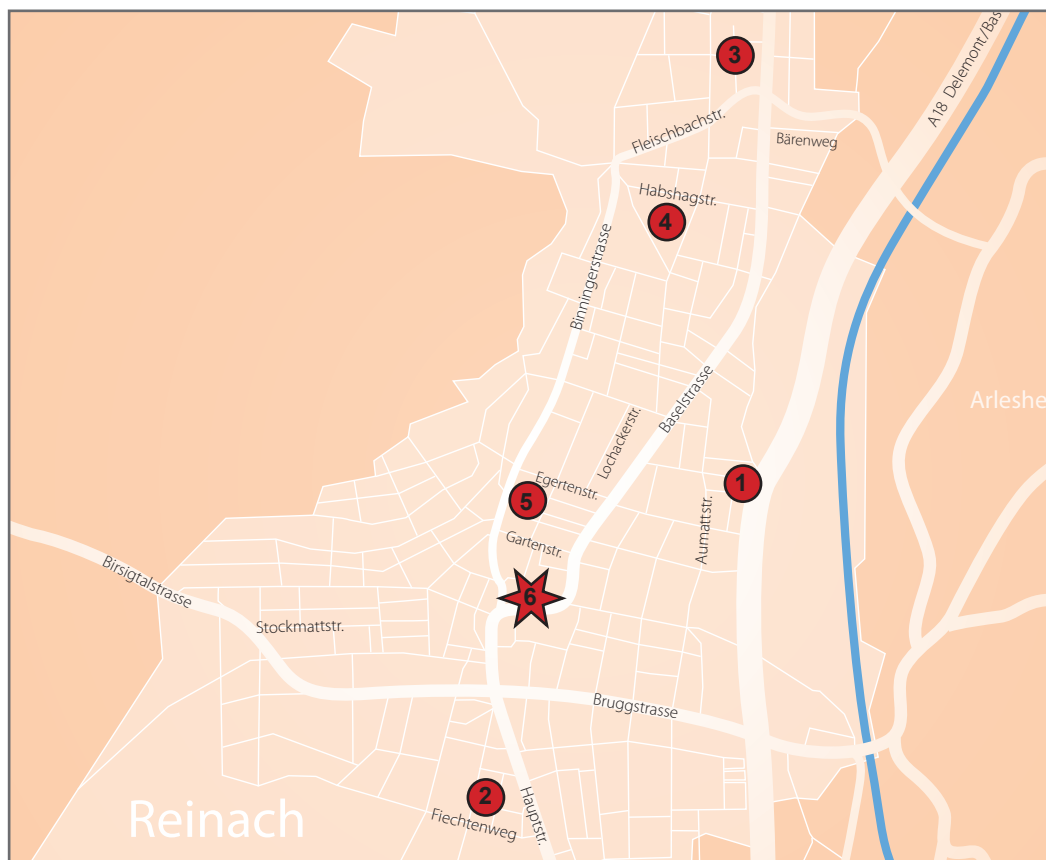 3
A18 Delemont/Bas
Fleischbachstr.
Bärenweg
Habshagstr.
4
Binningerstrasse
Baselstrasse
Arleshe
Lochackerstr.
Egertenstr.
1
5
Aumattstr.
Gartenstr.
Birsigtalstrasse
6
Stockmattstr.
Bruggstrasse
2
Hauptstr.
Fiechtenweg
Reinach